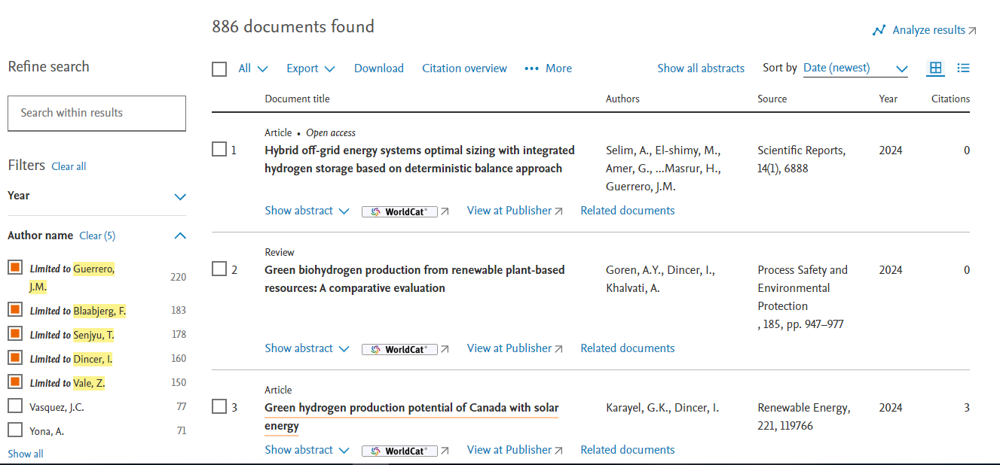 886 documents found
Analyze results
Refine search
All Export Download Citation overview ••• More Show all abstracts Sort by Date (newest)
Document title Authors Source Year Citations
Search within results
Filters Clear all
Year
Author name Clear (5)
Limited to Guerrero,
J.M.
220
Limited to Blaabjerg, F. 183
Limited to Senjyu, T. 178
Limited to Dincer, I. 160
Limited to Vale, Z. 150
Vasquez, J.C. 77
Yona, A. 71
Show all
Article • Open access
1
Hybrid off-grid energy systems optimal sizing with integrated
hydrogen storage based on deterministic balance approach
Selim, A., El-shimy, M.,
Amer, G., ...Masrur, H.,
Guerrero, J.M.
Scientific Reports,
14(1), 6888
2024
0
Show abstract WorldCat® View at Publisher Related documents
Review
2
Green biohydrogen production from renewable plant-based
resources: A comparative evaluation
Goren, A.Y., Dincer, I.,
Khalvati, A.
Process Safety and
Environmental
Protection
, 185, pp. 947–977
2024
0
Show abstract WorldCat® View at Publisher Related documents
Article
3
Green hydrogen production potential of Canada with solar
energy
Karayel, G.K., Dincer, I.
Renewable Energy,
221, 119766
2024
3
Show abstract WorldCat® View at Publisher Related documents